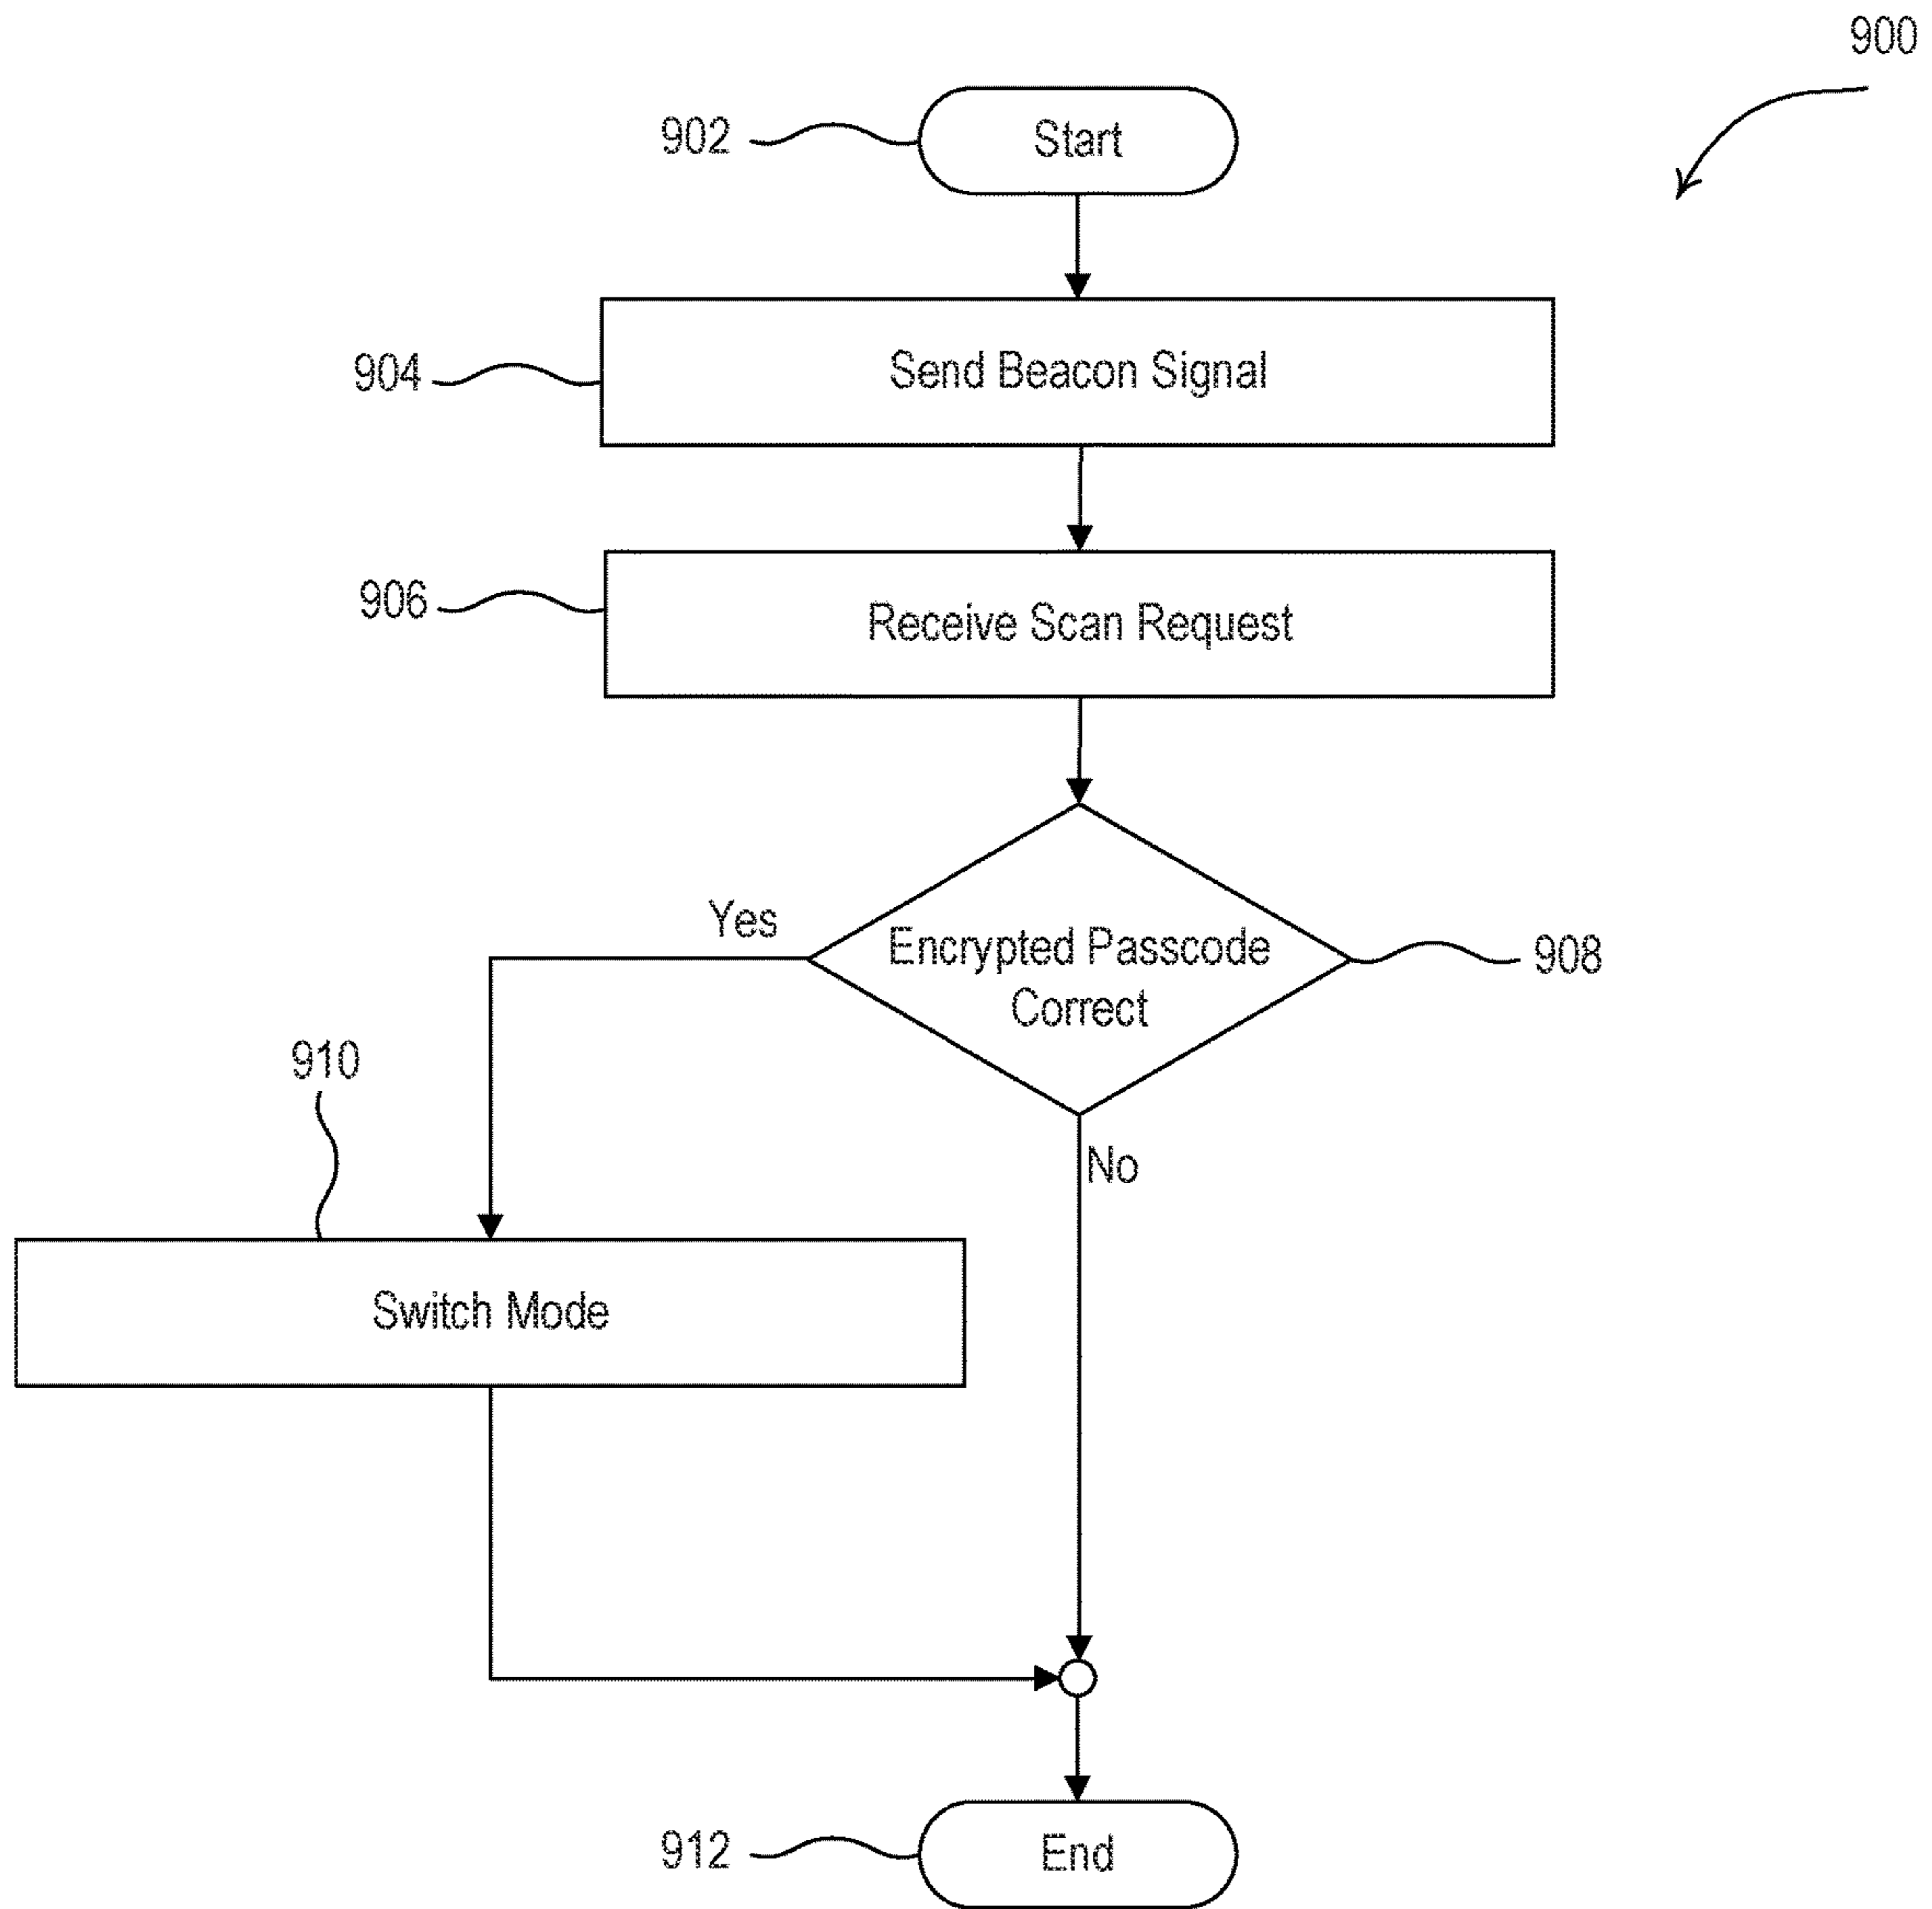 900
902
Start
904
Send Beacon Signal
906
Receive Scan Request
Yes
Encrypted Passcode
Correct
908
910
No
Switch Mode
912
End